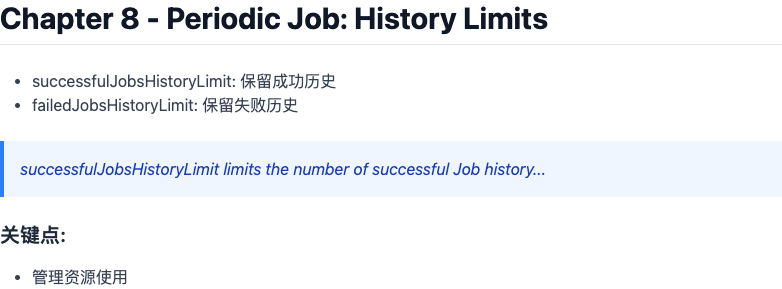 Chapter 8 - Periodic Job: History Limits
successfulJobsHistoryLimit: 保留成功历史
failedJobsHistoryLimit: 保留失败历史
successfulJobsHistoryLimit limits the number of successful Job history...
关键点:
管理资源使用